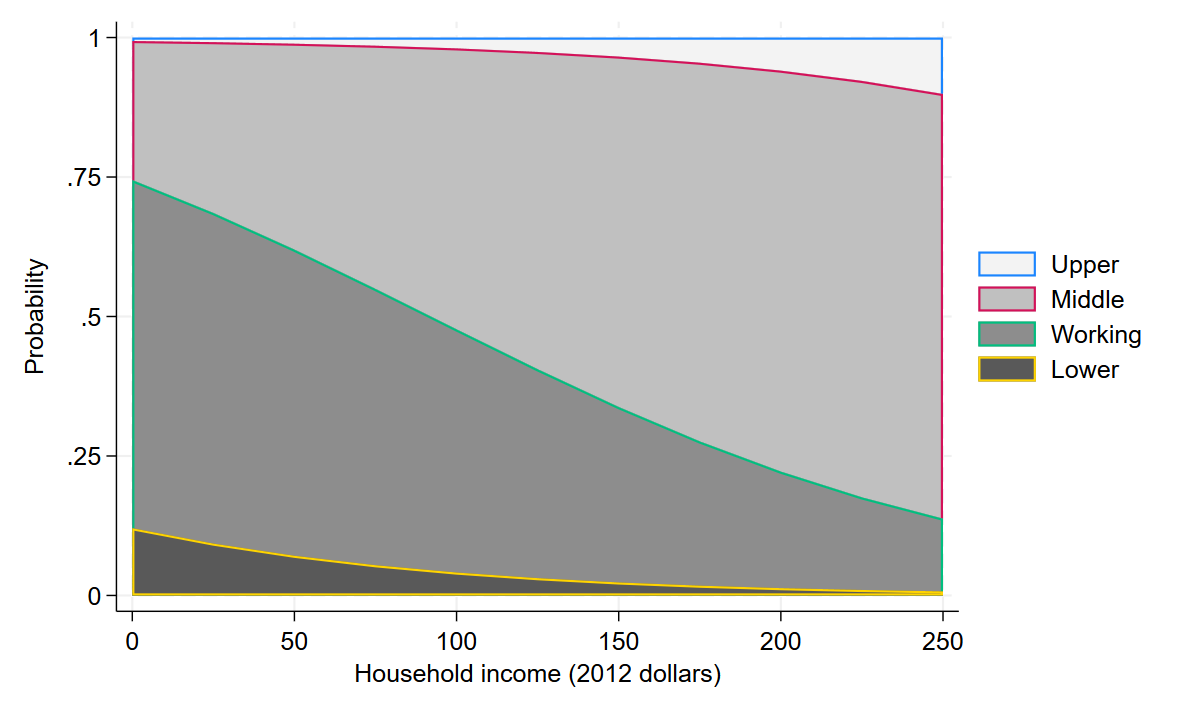 1
.75
.5
.25
0
Probability
0 50 100 150 200 250
Household income (2012 dollars)
Upper
Middle
Working
Lower